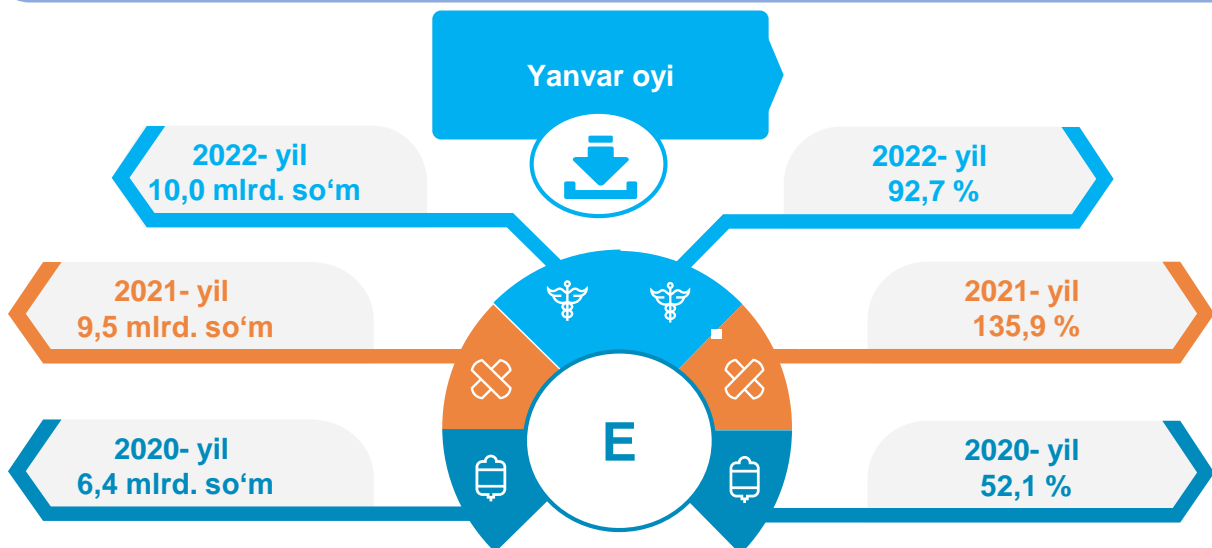 Yanvar oyi
2022- yil
10,0 mlrd. so‘m
2022- yil
92,7 %
2021- yil
9,5 mlrd. so‘m
2021- yil
135,9 %
2020- yil
6,4 mlrd. so‘m
E
2020- yil
52,1 %